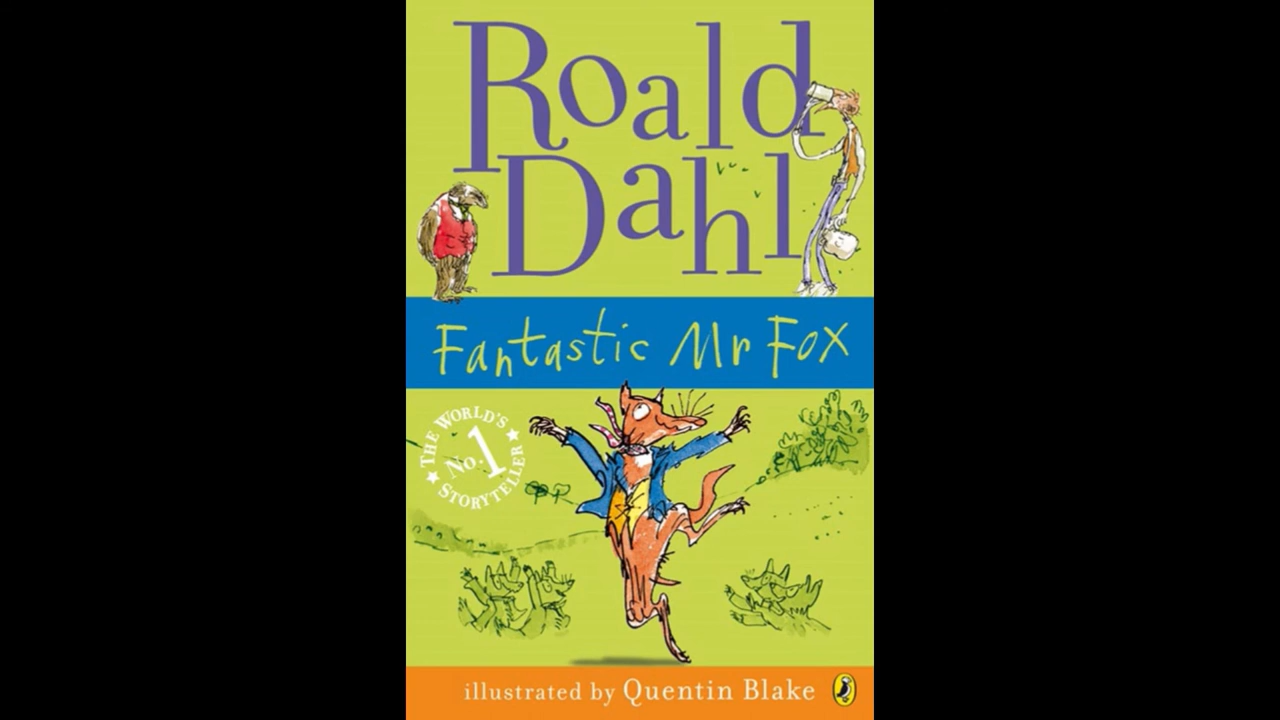 Roald
Dahl
Fantastic Mr Fox
THE WORLD'S
No.1
STORYTELLER
illustrated by Quentin Blake